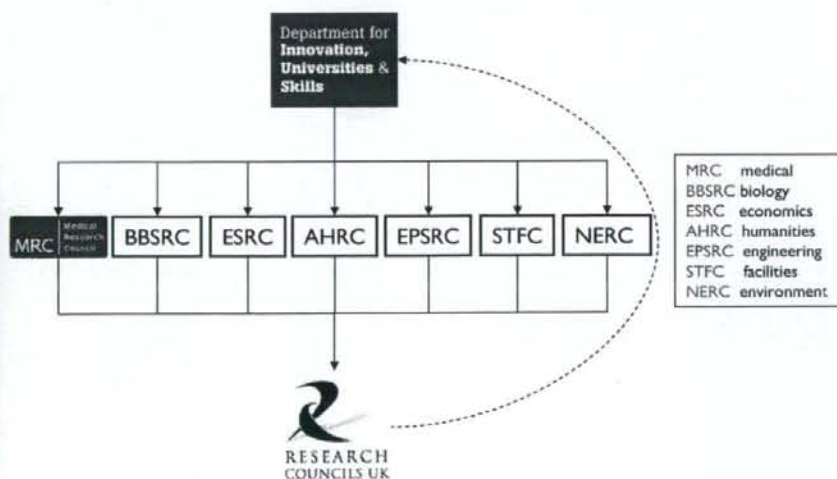 Department for
Innovation,
Universities &
Skills
MRC
Medical
Research
Council
BBSRC
ESRC
AHRC
EPSRC
STFC
NERC
MRC medical
BBSRC biology
ESRC economics
AHRC humanities
EPSRC engineering
STFC facilities
NERC environment
RESEARCH
COUNCILS UK